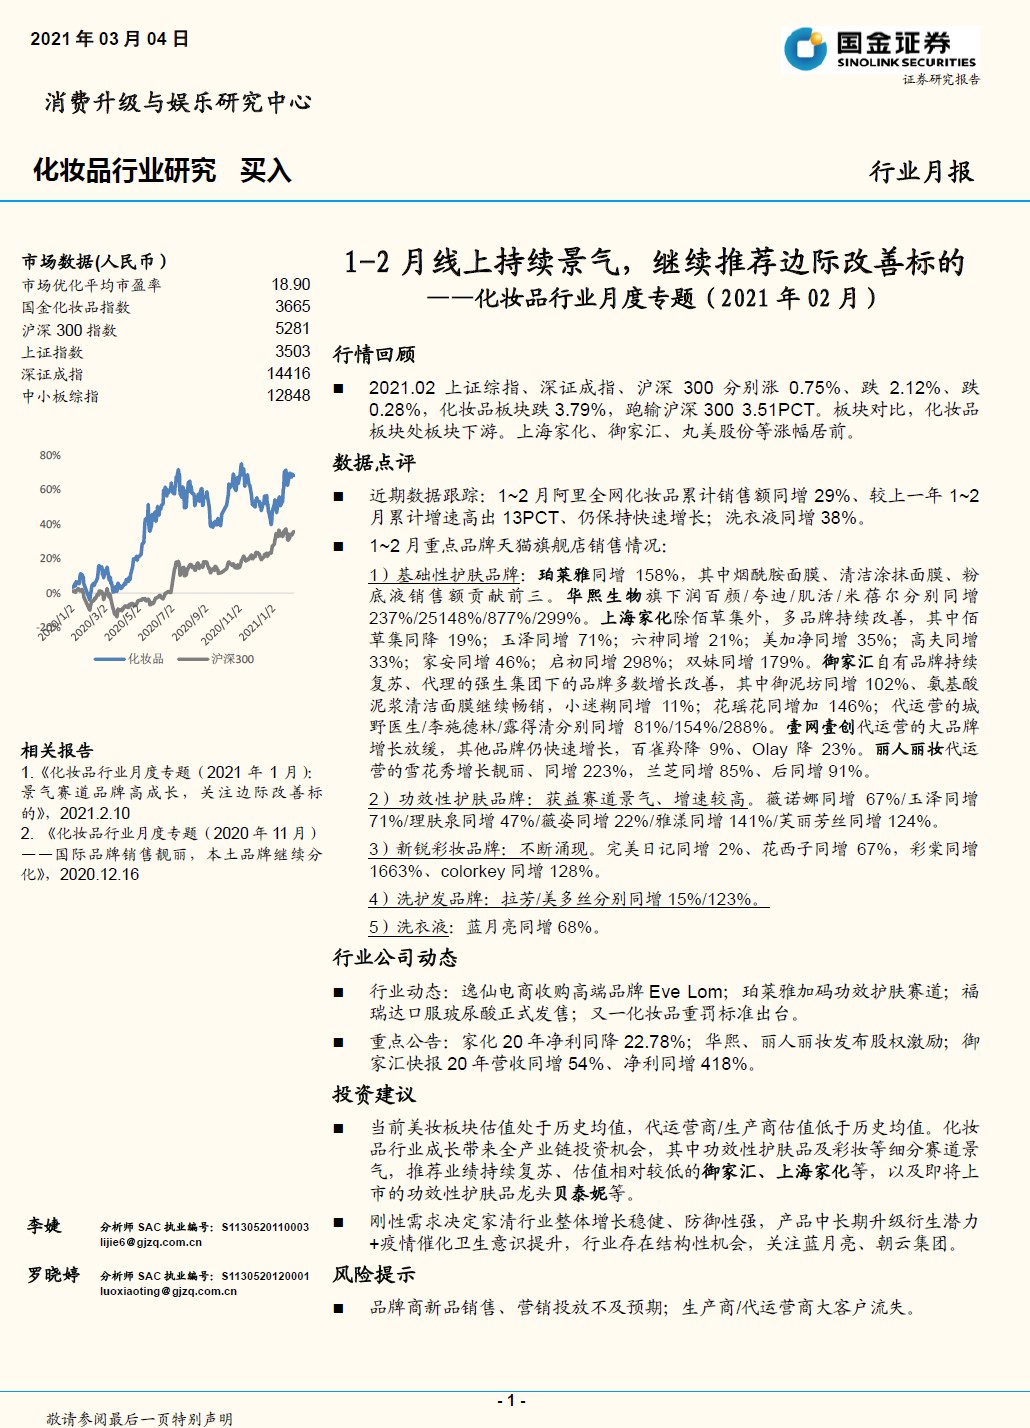 2021 年 03 月 04 日
国金证券
SINOLINK SECURITIES
证券研究报告
消费升级与娱乐研究中心
化妆品行业研究 买入
行业月报
市场数据(人民币)
市场优化平均市盈率 18.90
国金化妆品指数 3665
沪深 300 指数 5281
上证指数 3503
深证成指 14416
中小板综指 12848
80%
60%
40%
20%
0%
-20%
2020/1/2 2020/3/2 2020/5/2 2020/7/2 2020/9/2 2020/11/2 2021/1/2
化妆品 沪深300
相关报告
1.《化妆品行业月度专题（2021 年 1 月）：
景气赛道品牌高成长，关注边际改善标
的》，2021.2.10
2. 《化妆品行业月度专题（2020 年 11 月）
——国际品牌销售靓丽，本土品牌继续分
化》，2020.12.16
李婕 分析师 SAC 执业编号：S1130520110003
lijie6@gjzq.com.cn
罗晓婷 分析师 SAC 执业编号：S1130520120001
luoxiaoting@gjzq.com.cn
1-2 月线上持续景气，继续推荐边际改善标的
——化妆品行业月度专题（2021 年 02 月）
行情回顾
■ 2021.02 上证综指、深证成指、沪深 300 分别涨 0.75%、跌 2.12%、跌
0.28%，化妆品板块跌 3.79%，跑输沪深 300 3.51PCT。板块对比，化妆品
板块处板块下游。上海家化、御家汇、丸美股份等涨幅居前。
数据点评
■ 近期数据跟踪：1~2 月阿里全网化妆品累计销售额同增 29%、较上一年 1~2
月累计增速高出 13PCT、仍保持快速增长；洗衣液同增 38%。
■ 1~2 月重点品牌天猫旗舰店销售情况：
1）基础性护肤品牌：珀莱雅同增 158%，其中烟酰胺面膜、清洁涂抹面膜、粉
底液销售额贡献前三。华熙生物旗下润百颜/夸迪/肌活/米蓓尔分别同增
237%/25148%/877%/299%。上海家化除佰草集外，多品牌持续改善，其中佰
草集同降 19%；玉泽同增 71%；六神同增 21%；美加净同增 35%；高夫同增
33%；家安同增 46%；启初同增 298%；双妹同增 179%。御家汇自有品牌持续
复苏、代理的强生集团下的品牌多数增长改善，其中御泥坊同增 102%、氨基酸
泥浆清洁面膜继续畅销，小迷糊同增 11%；花瑶花同增加 146%；代运营的城
野医生/李施德林/露得清分别同增 81%/154%/288%。壹网壹创代运营的大品牌
增长放缓，其他品牌仍快速增长，百雀羚降 9%、Olay 降 23%。丽人丽妆代运
营的雪花秀增长靓丽、同增 223%，兰芝同增 85%、后同增 91%。
2）功效性护肤品牌：获益赛道景气、增速较高。薇诺娜同增 67%/玉泽同增
71%/理肤泉同增 47%/薇姿同增 22%/雅漾同增 141%/芙丽芳丝同增 124%。
3）新锐彩妆品牌：不断涌现。完美日记同增 2%、花西子同增 67%，彩棠同增
1663%、colorkey 同增 128%。
4）洗护发品牌：拉芳/美多丝分别同增 15%/123%。
5）洗衣液：蓝月亮同增 68%。
行业公司动态
■ 行业动态：逸仙电商收购高端品牌 Eve Lom；珀莱雅加码功效护肤赛道；福
瑞达口服玻尿酸正式发售；又一化妆品重罚标准出台。
■ 重点公告：家化 20 年净利同降 22.78%；华熙、丽人丽妆发布股权激励；御
家汇快报 20 年营收同增 54%、净利同增 418%。
投资建议
■ 当前美妆板块估值处于历史均值，代运营商/生产商估值低于历史均值。化妆
品行业成长带来全产业链投资机会，其中功效性护肤品及彩妆等细分赛道景
气，推荐业绩持续复苏、估值相对较低的御家汇、上海家化等，以及即将上
市的功效性护肤品龙头贝泰妮等。
■ 刚性需求决定家清行业整体增长稳健、防御性强，产品中长期升级衍生潜力
+疫情催化卫生意识提升，行业存在结构性机会，关注蓝月亮、朝云集团。
风险提示
■ 品牌商新品销售、营销投放不及预期；生产商/代运营商大客户流失。
- 1 -
敬请参阅最后一页特别声明